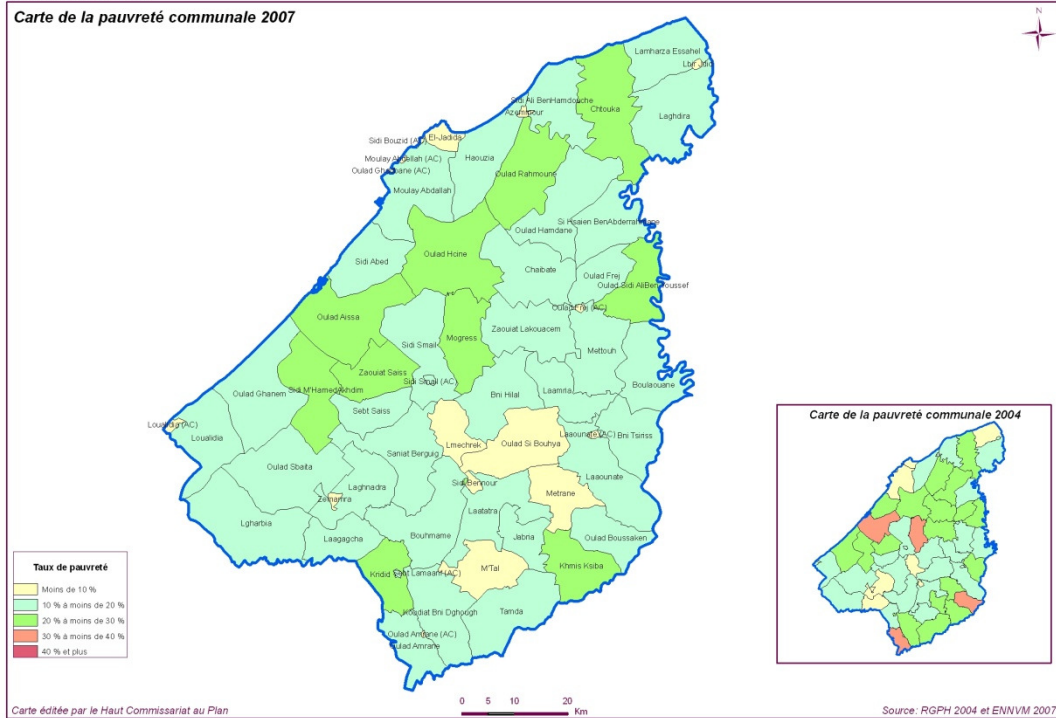 Carte de la pauvreté communale 2007
N
Lamharza Essahel
Lbir Jdid
Sidi Ali BenHamdouche
Chtouka
Azemmour
Laghdira
El-Jadida
Sidi Bouzid (AC)
Moulay Abdallah (AC)
Haouzia
Moulay Abdallah
Oulad Rahmoune
Si Hsaien BenAbderrahmane
Oulad Hamdane
Oulad Hcine
Sidi Abed
Chaibate
Oulad Frej
Oulad Sidi AliBenYoussef
Oulad Frej (AC)
Oulad Aissa
Zaouiat Lakouacem
Mogress
Sidi Smail
Mettouh
Zaouiat Saiss
Sidi Smail (AC)
Boulaouane
Sidi M'HamedAkhdim
Oulad Ghanem
Bni Hilal
Laamria
Sebt Saiss
Loualidia (AC)
Loualidia
Lmechrek
Oulad Si Bouhya
Laaounate (AC)
Bni Tsiriss
Saniat Berguig
Oulad Sbaita
Laghnadra
Sidi Bennour
Laaounate
Zemamra
Metrane
Lgharbia
Laatatra
Laagagcha
Bouhmame
Jabria
Oulad Boussaken
Kridid
Sebt Lamaarif (AC)
M'Tal
Khmis Ksiba
Koudiat Bni Dghough
Tamda
Oulad Amrane (AC)
Oulad Amrane
Taux de pauvreté
Moins de 10 %
10 % à moins de 20 %
20 % à moins de 30 %
30 % à moins de 40 %
40 % et plus
Carte de la pauvreté communale 2004
0 5 10 20
Km
Carte éditée par le Haut Commissariat au Plan
Source: RGPH 2004 et ENNVM 2007